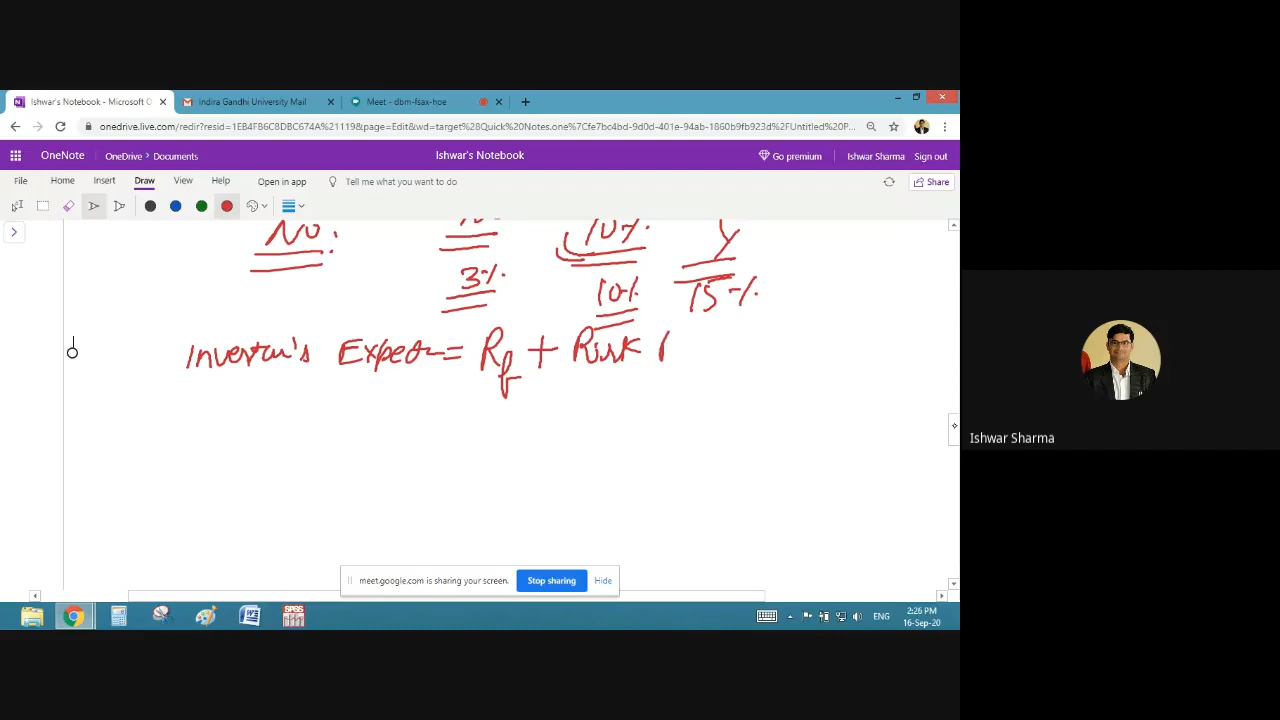 Ishwar's Notebook - Microsoft O
indira Gandhi University Mail
Meet - dbm-fsax-hoe
onedrive.live.com/redir?resid=1EB4FB6C8DBC674A%21119&page=Edit&wd=target%28Quick%20Notes.one%7Cfe7bc4bd-9d0d-401e-94ab-1860b9fb923d%2FUntitled%20P...
OneNote OneDrive > Documents Ishwar's Notebook Go premium Ishwar Sharma Sign out
File Home Insert Draw View Help Open in app Tell me what you want to do Share
No: 10%. Y
3% 10% 15%
= Rf + Risk
Ishwar Sharma
meet.google.com is sharing your screen. Stop sharing Hide
ENG
2:26 PM
16-Sep-20